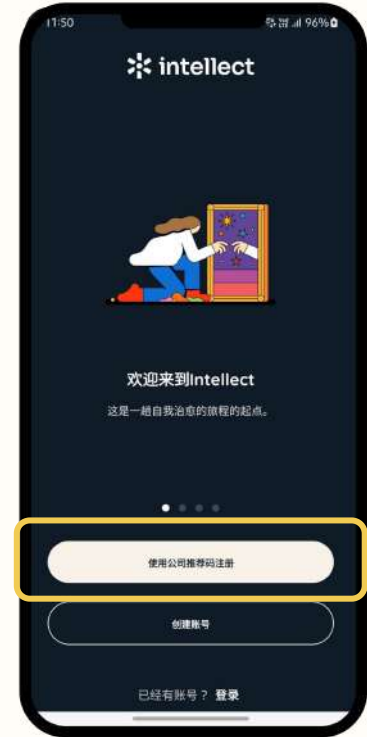 11:50
96%
intellect
欢迎来到Intellect
这是一趟自我治愈的旅程的起点。
使用公司推荐码注册
创建账号
已经有账号？ 登录